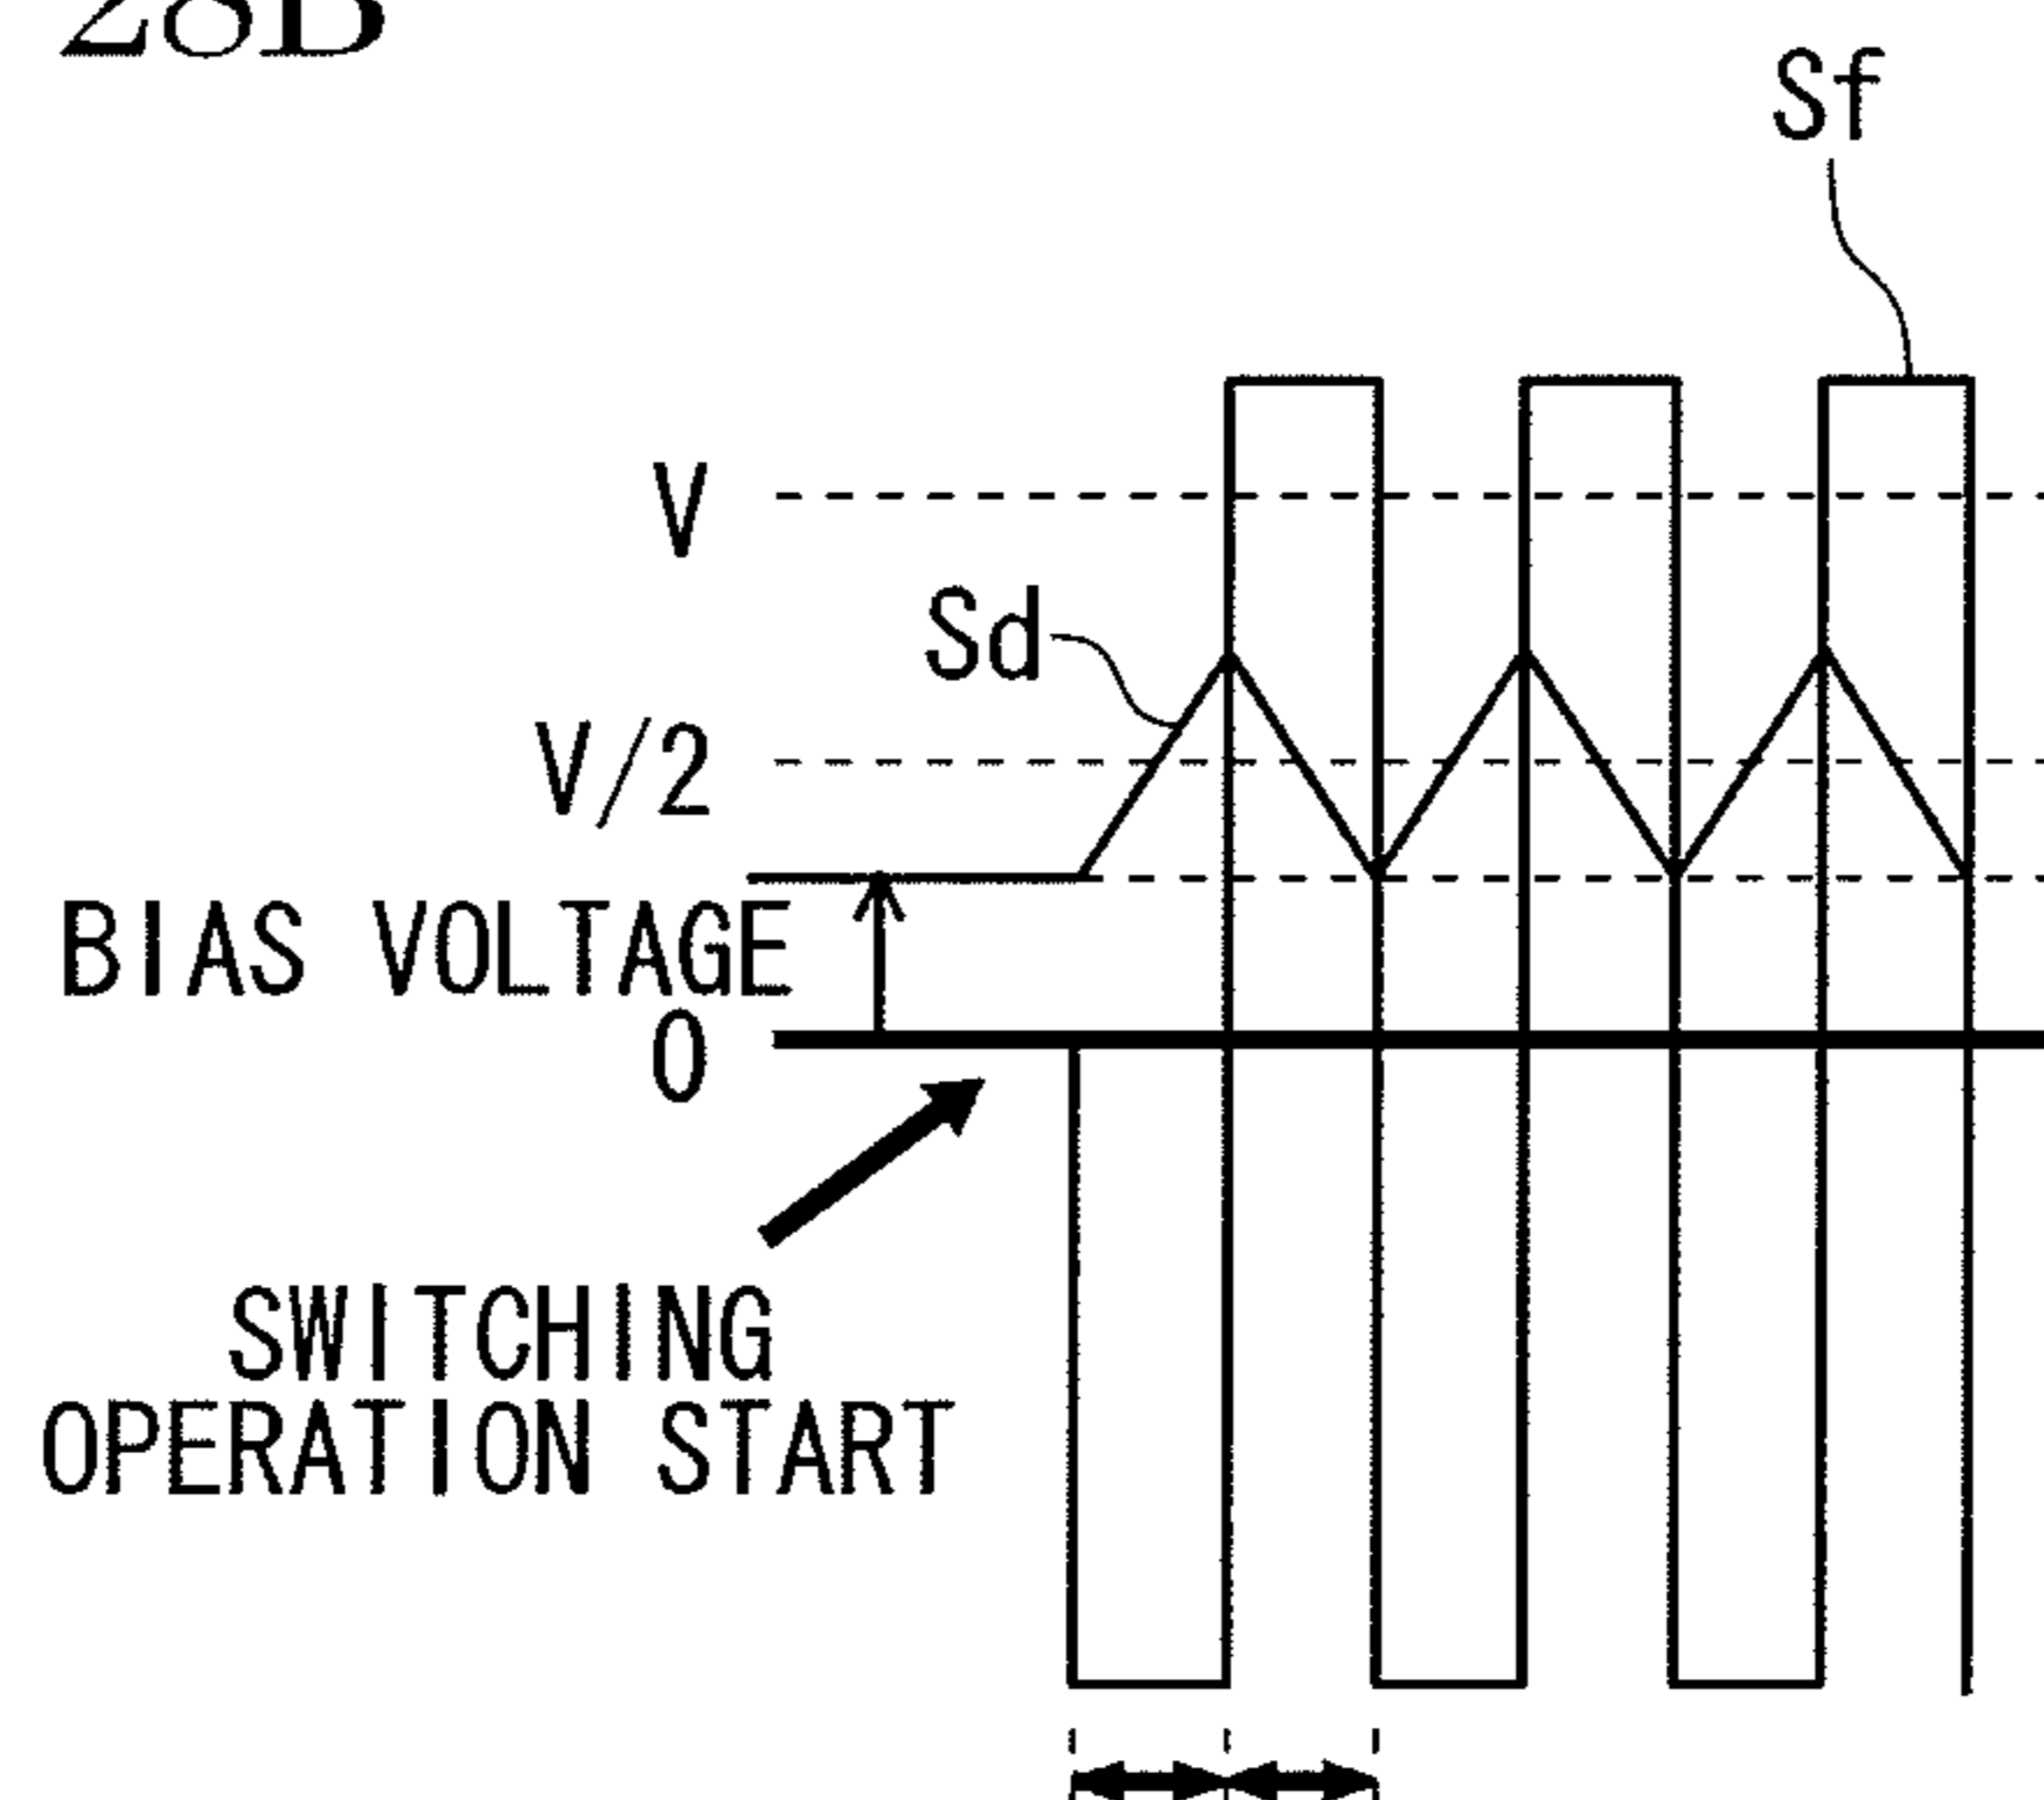 Sf
V
Sd
V/2
BIAS VOLTAGE
0
SWITCHING
OPERATION START